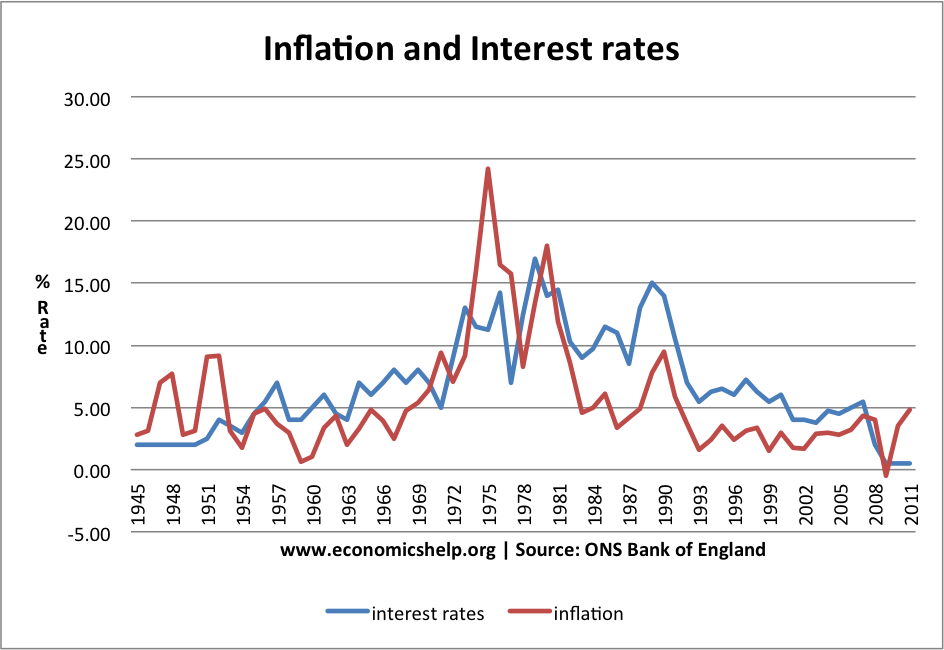 Inflation and Interest rates
30.00
25.00
20.00
15.00
10.00
5.00
0.00
-5.00
% Rate
1945 1948 1951 1954 1957 1960 1963 1966 1969 1972 1975 1978 1981 1984 1987 1990 1993 1996 1999 2002 2005 2008 2011
www.economicshelp.org | Source: ONS Bank of England
interest rates inflation